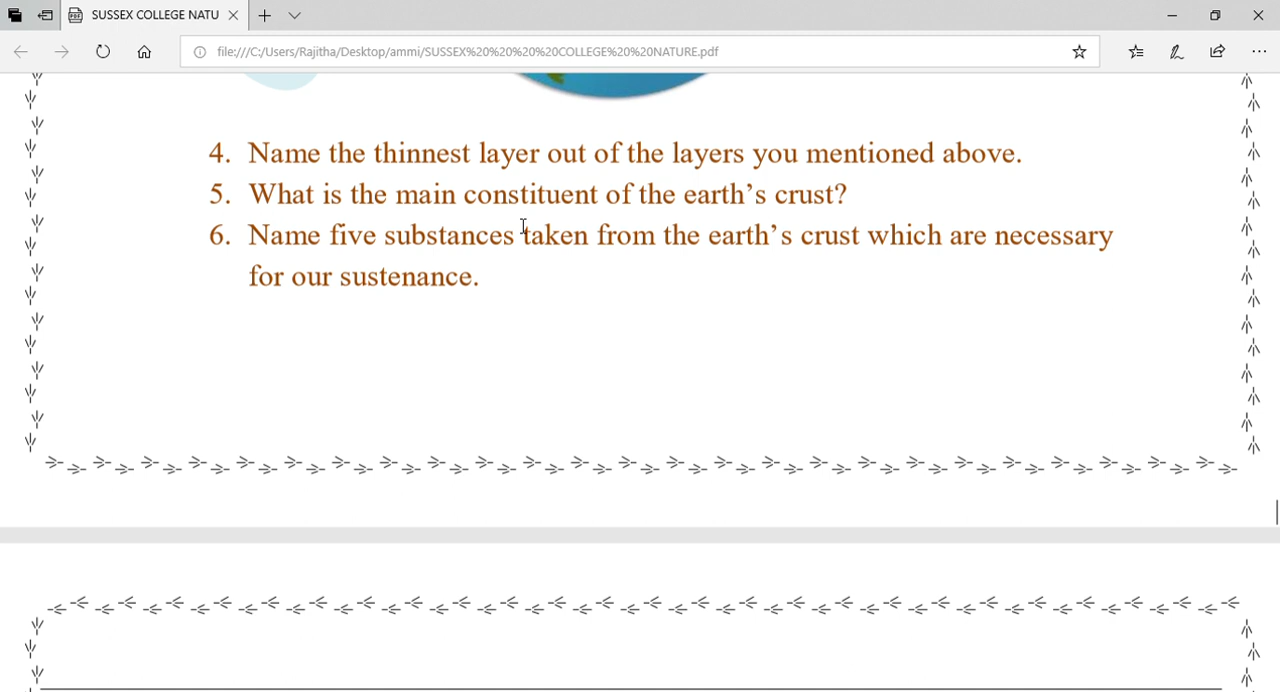 SUSSEX COLLEGE NATU
file:///C:/Users/Rajitha/Desktop/ammi/SUSSEX%20%20%20%20COLLEGE%20%20NATURE.pdf
4. Name the thinnest layer out of the layers you mentioned above.
5. What is the main constituent of the earth’s crust?
6. Name five substances taken from the earth’s crust which are necessary
for our sustenance.